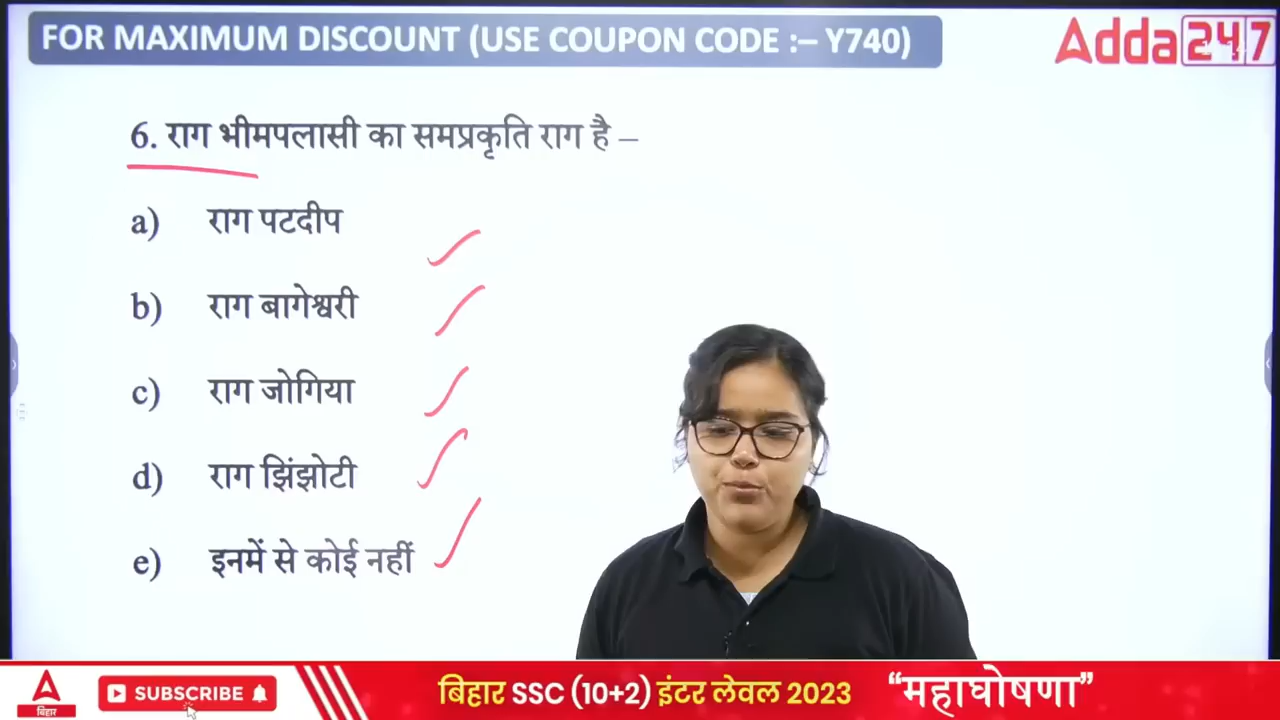 FOR MAXIMUM DISCOUNT (USE COUPON CODE :– Y740)
Adda247
6. राग भीमपलासी का समप्रकृति राग है –
a) राग पटदीप
b) राग बागेश्वरी
c) राग जोगिया
d) राग झिंझोटी
e) इनमें से कोई नहीं
बिहार
SUBSCRIBE
बिहार SSC (10+2) इंटर लेवल 2023
“महाघोषणा”